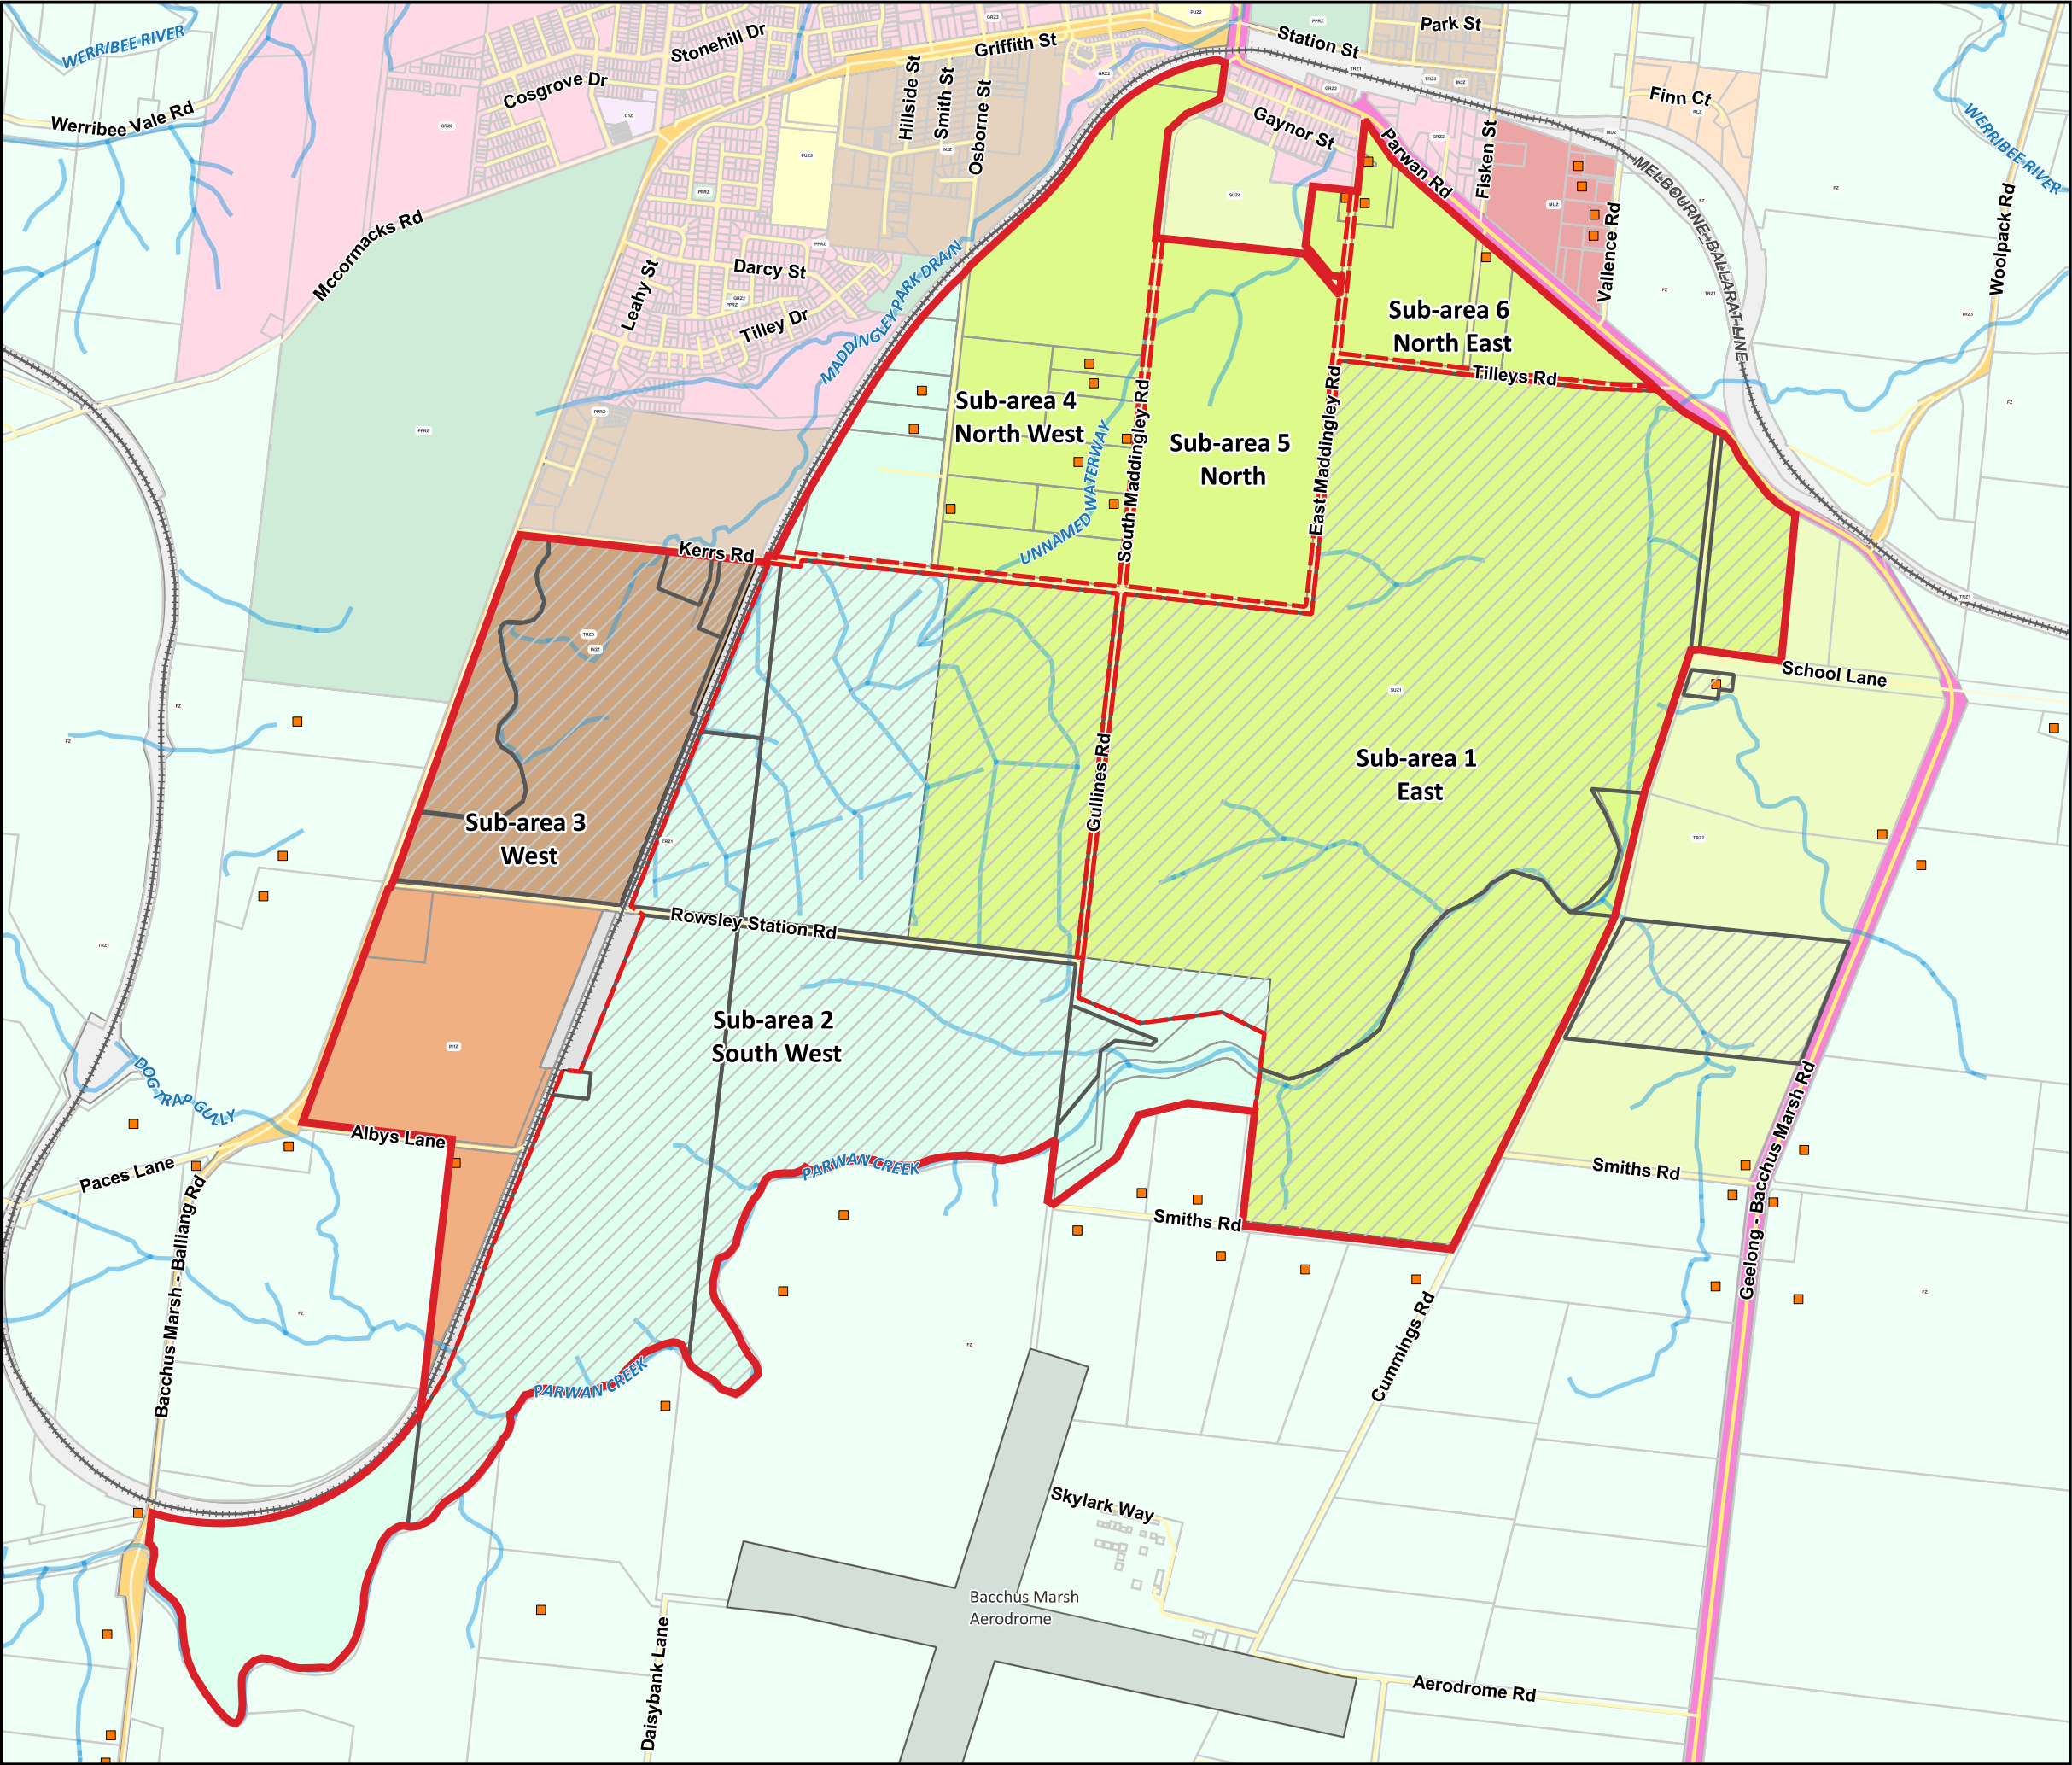 WERRIBEE RIVER
Stonehill Dr
Griffith St
Station St
Park St
PUZ2
PPRZ
GRZ3
Cosgrove Dr
Hillside St
Smith St
Osborne St
Gaynor St
Parwan Rd
Fisken St
Finn Ct
WERRIBEE RIVER
Werribee Vale Rd
MELBOURNE-BALLARAT LINE
Vallence Rd
Woolpack Rd
Mccormacks Rd
Leahy St
Darcy St
Tilley Dr
MADDINGLEY PARK DRAIN
Sub-area 6
North East
Tilleys Rd
Sub-area 4
North West
South Maddingley Rd
East Maddingley Rd
Sub-area 5
North
UNNAMED WATERWAY
Kerrs Rd
School Lane
Gullines Rd
Sub-area 1
East
Sub-area 3
West
Rowsley Station Rd
Sub-area 2
South West
DOG TRAP GULLY
Albys Lane
Paces Lane
PARWAN CREEK
Smiths Rd
Smiths Rd
Bacchus Marsh - Balliang Rd
Geelong - Bacchus Marsh Rd
Cummings Rd
PARWAN CREEK
Skylark Way
Bacchus Marsh
Aerodrome
Daisybank Lane
Aerodrome Rd